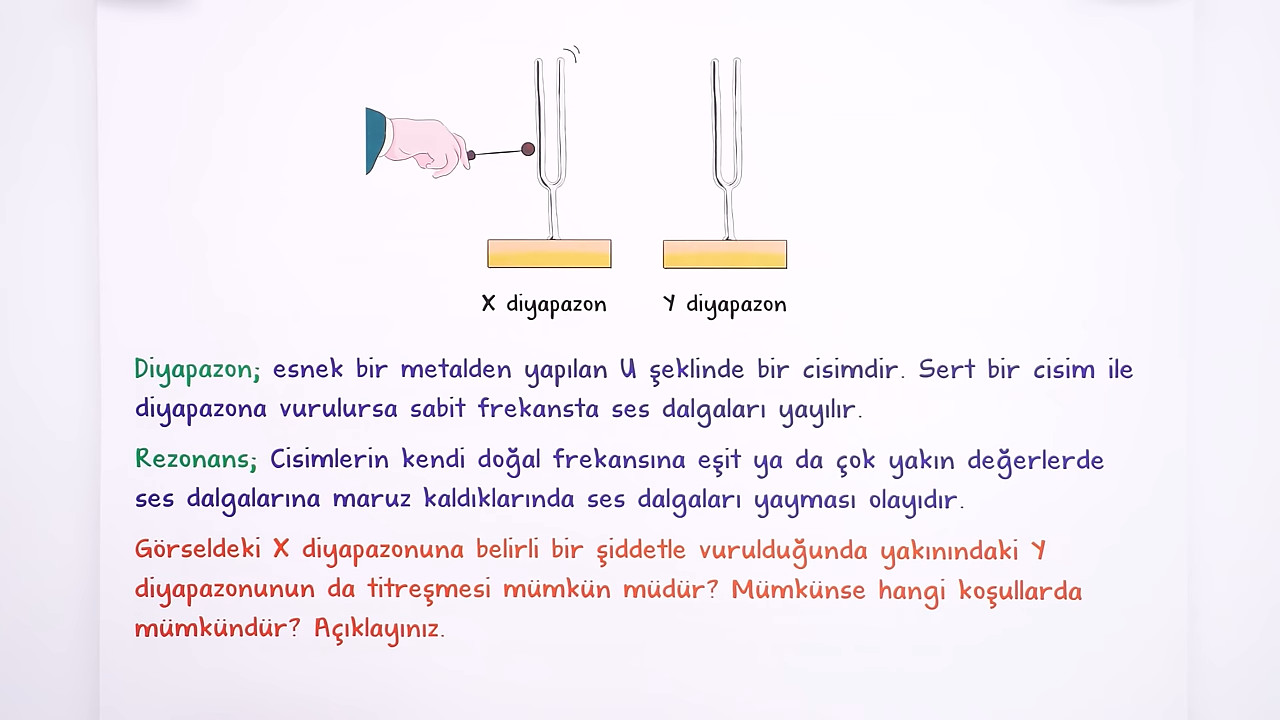 X diyapazon Y diyapazon
Diyapazon; esnek bir metalden yapılan U şeklinde bir cisimdir. Sert bir cisim ile
diyapazona vurulursa sabit frekansta ses dalgaları yayılır.
Rezonans; Cisimlerin kendi doğal frekansına eşit ya da çok yakın değerlerde
ses dalgalarına maruz kaldıklarında ses dalgaları yayması olayıdır.
Görseldeki X diyapazonuna belirli bir şiddetle vurulduğunda yakınındaki Y
diyapazonunun da titreşmesi mümkün müdür? Mümkünse hangi koşullarda
mümkündür? Açıklayınız.